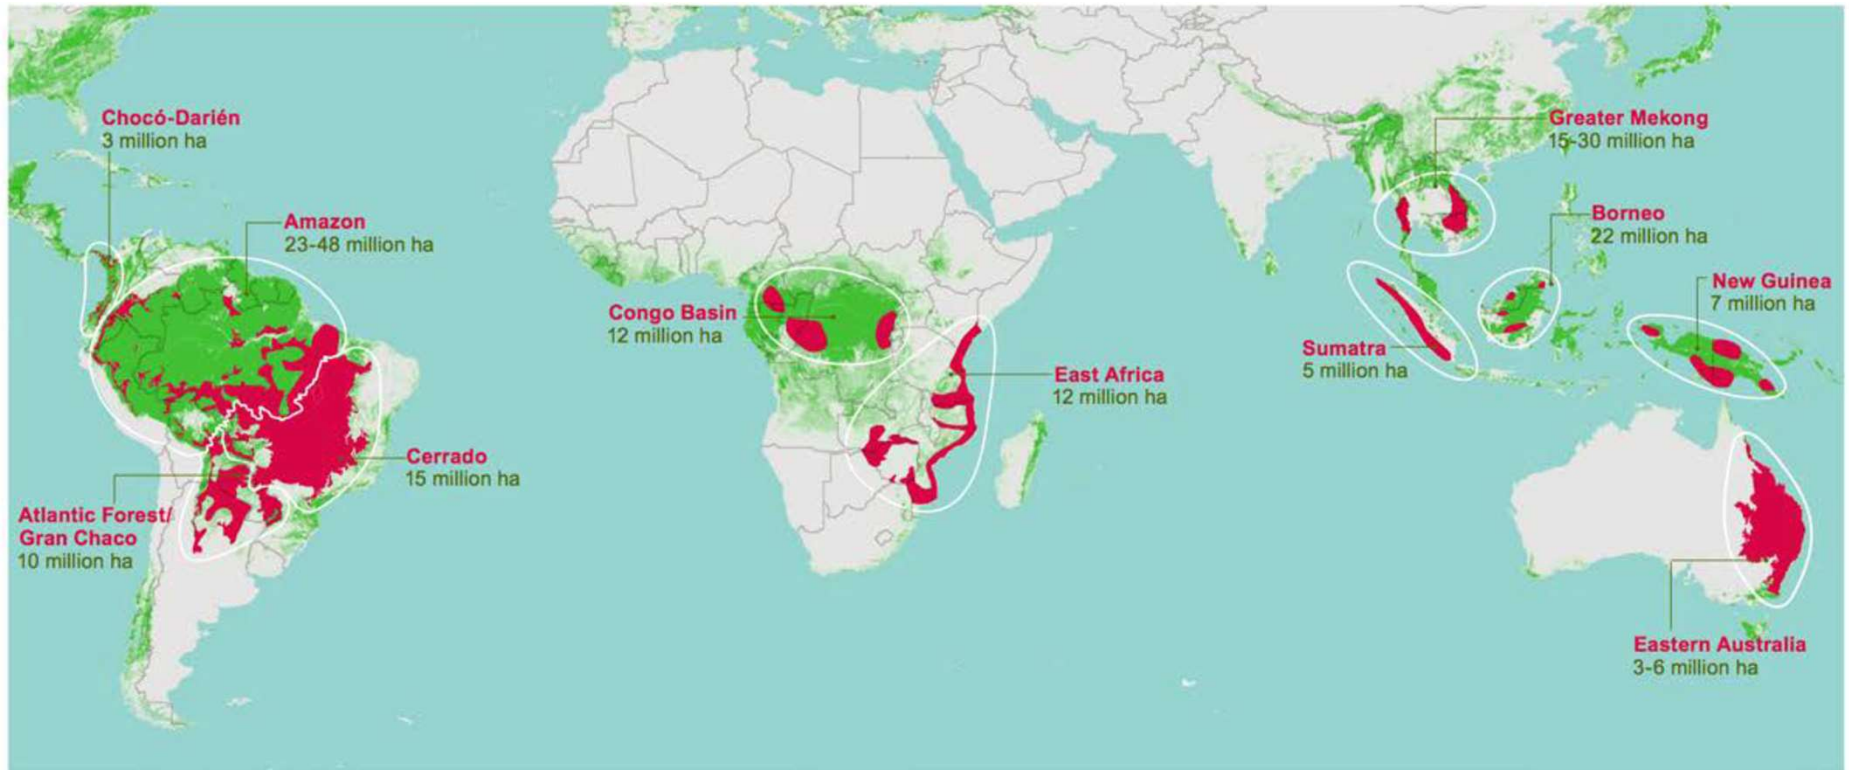 Chocó-Darién
3 million ha
Amazon
23-48 million ha
Cerrado
15 million ha
Atlantic Forest/
Gran Chaco
10 million ha
Congo Basin
12 million ha
East Africa
12 million ha
Greater Mekong
15-30 million ha
Borneo
22 million ha
New Guinea
7 million ha
Sumatra
5 million ha
Eastern Australia
3-6 million ha